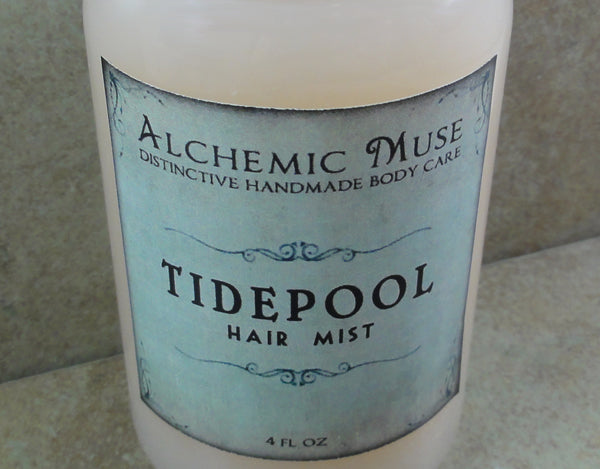 ALCHEMIC MUSE
DISTINCTIVE HANDMADE BODY CARE
TIDEPOOL
HAIR MIST
4 FL OZ